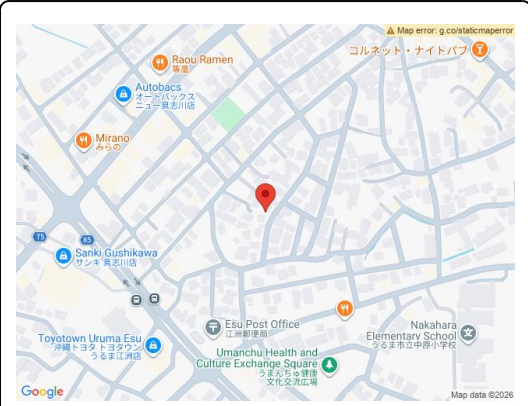 Map error: g.co/staticmaperror
コルネット・ナイトパブ
Raou Ramen
等凰
Autobacs
オートバックス
ニュー具志川店
Mirano
みらの
75
85
Sanki Gushikawa
サンキ 具志川店
Esu Post Office
江洲郵便局
Nakahara
Elementary School
うるま市立中原小学校
Toyotown Uruma Esu
沖縄トヨタ トヨタタウン
うるま江洲店
Umanchu Health and
Culture Exchange Square
うまんちゅ健康
文化交流広場
Google
Map data ©2026